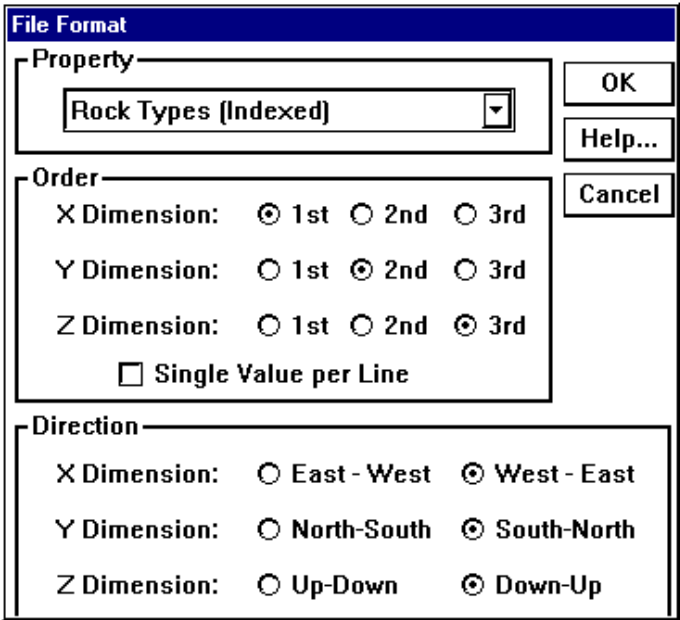 File Format
Property
Rock Types (Indexed)
OK
Help...
Cancel
Order
X Dimension: 1st 2nd 3rd
Y Dimension: 1st 2nd 3rd
Z Dimension: 1st 2nd 3rd
Single Value per Line
Direction
X Dimension: East - West West - East
Y Dimension: North-South South-North
Z Dimension: Up-Down Down-Up